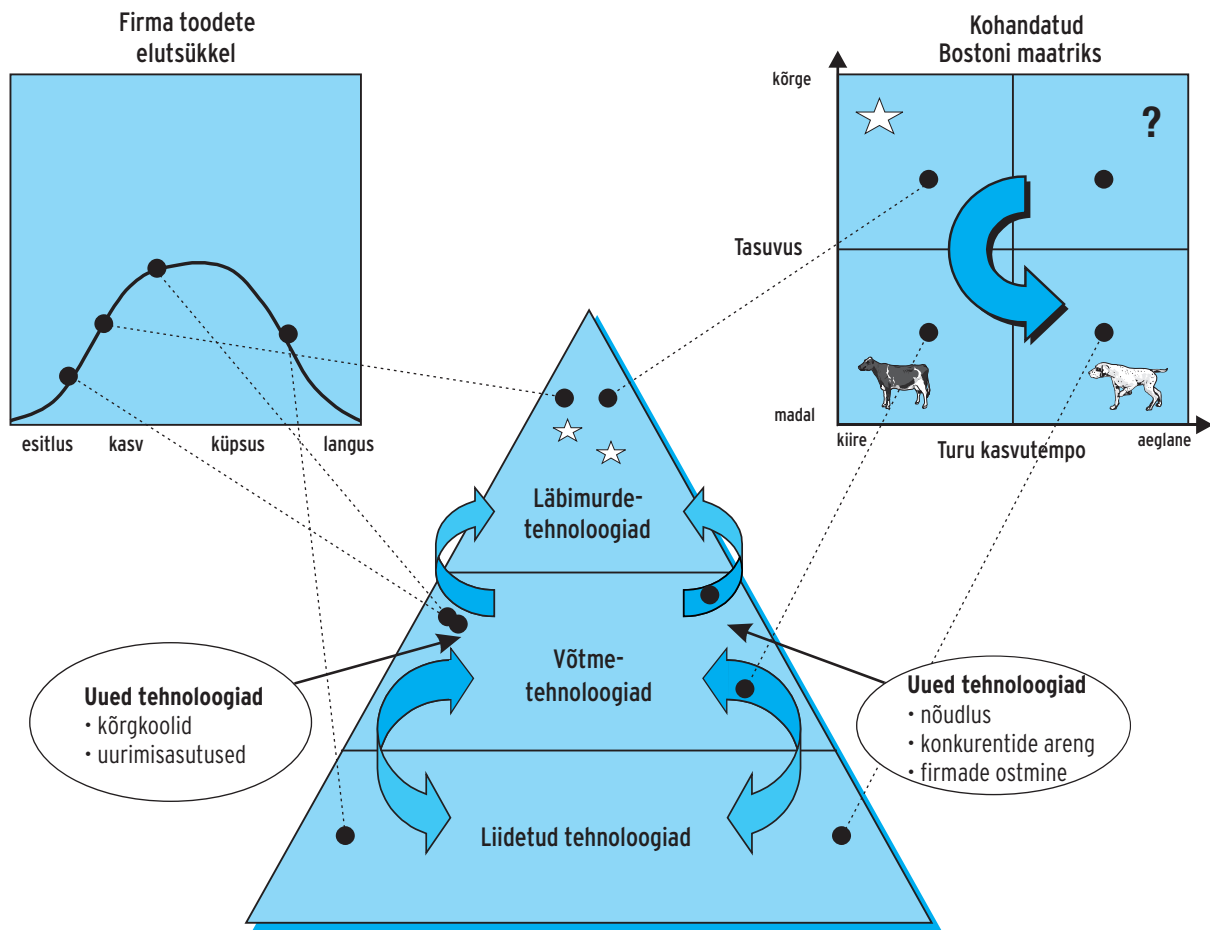 Firma toodete
elutsükkel
esitlus kasv küpsus langus
Kohandatud
Bostoni maatriks
kõrge
?
Tasuvus
madal
kiire
aeglane
Turu kasvutempo
Läbimurde-
tehnoloogiad
Võtme-
tehnoloogiad
Liidetud tehnoloogiad
Uued tehnoloogiad
• kõrgkoolid
• uurimisasutused
Uued tehnoloogiad
• nõudlus
• konkurentide areng
• firmade ostmine